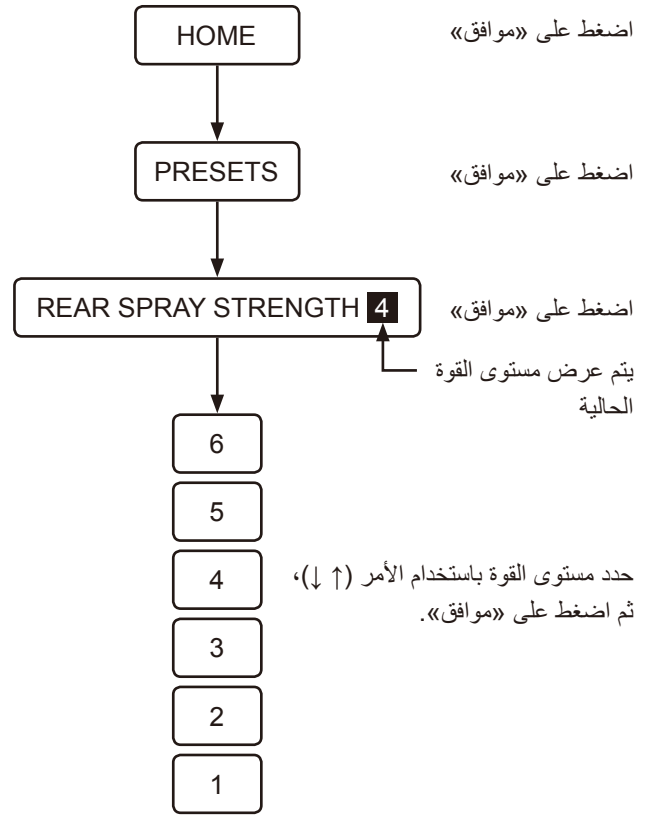 HOME
اضغط على «موافق»
PRESETS
اضغط على «موافق»
REAR SPRAY STRENGTH 4
اضغط على «موافق»
يتم عرض مستوى القوة
الحالية
6
5
4
حدد مستوى القوة باستخدام الأمر (↑ ↓)،
ثم اضغط على «موافق».
3
2
1